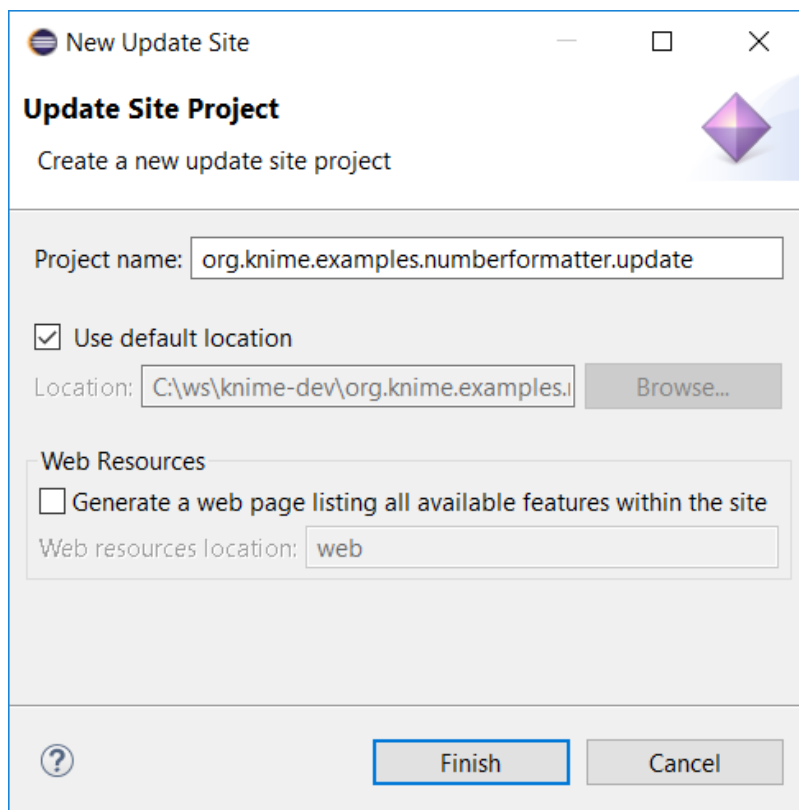 New Update Site
Update Site Project
Create a new update site project
Project name: org.knime.examples.numberformatter.update
Use default location
Location: C:\ws\knime-dev\org.knime.examples. Browse...
Web Resources
Generate a web page listing all available features within the site
Web resources location: web
? Finish Cancel